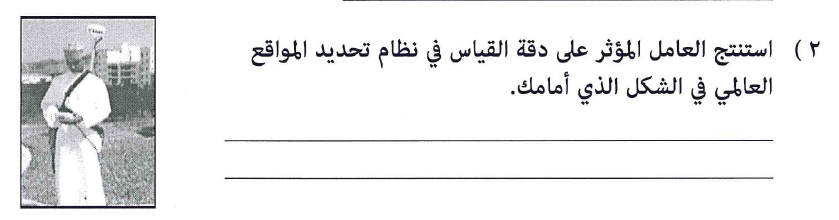 ٢ ) استنتج العامل المؤثر على دقة القياس في نظام تحديد المواقع
العالمي في الشكل الذي أمامك.